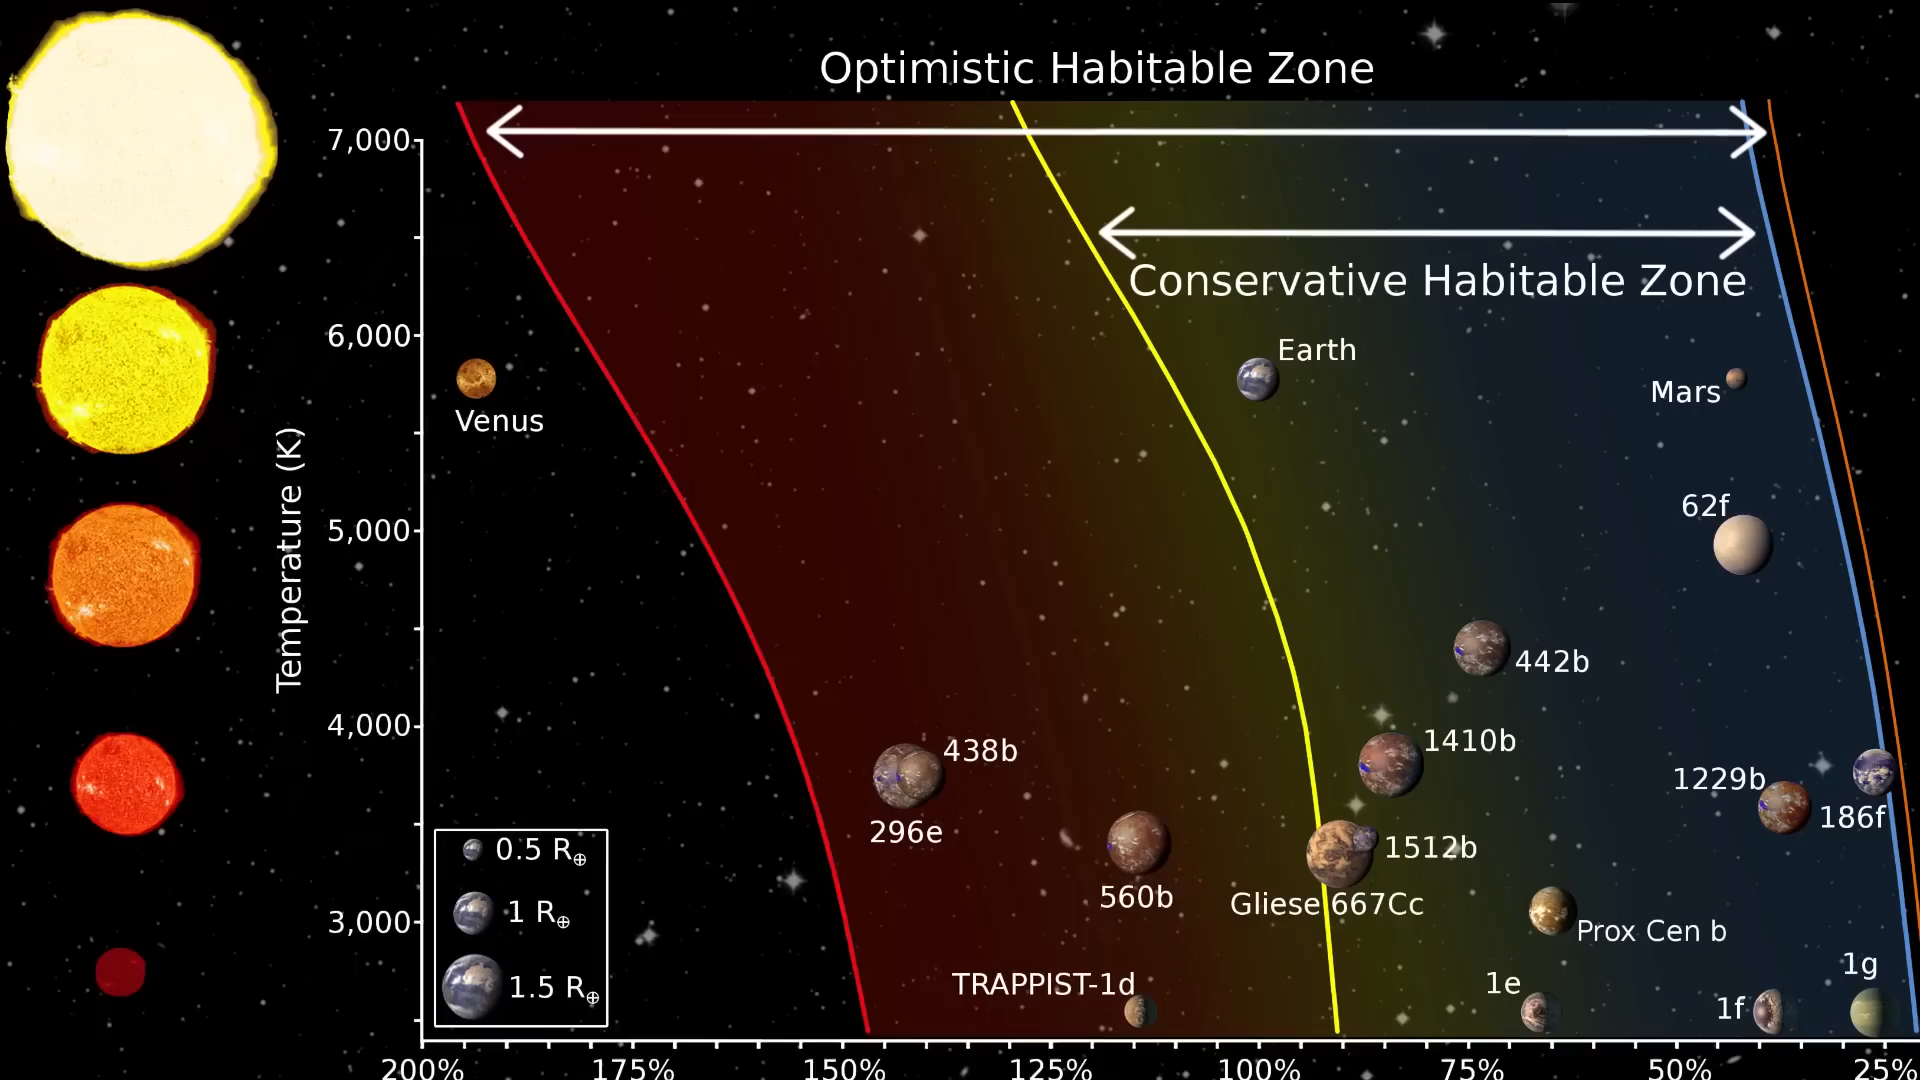 Optimistic Habitable Zone
7,000
Conservative Habitable Zone
6,000
Earth
Venus
Mars
Temperature (K)
62f
5,000
442b
4,000
438b
1410b
1229b
186f
296e
0.5 R⊕
1512b
560b
Gliese 667Cc
1 R⊕
3,000
Prox Cen b
1g
TRAPPIST-1d
1e
1.5 R⊕
1f
200% 175% 150% 125% 100% 75% 50% 25%